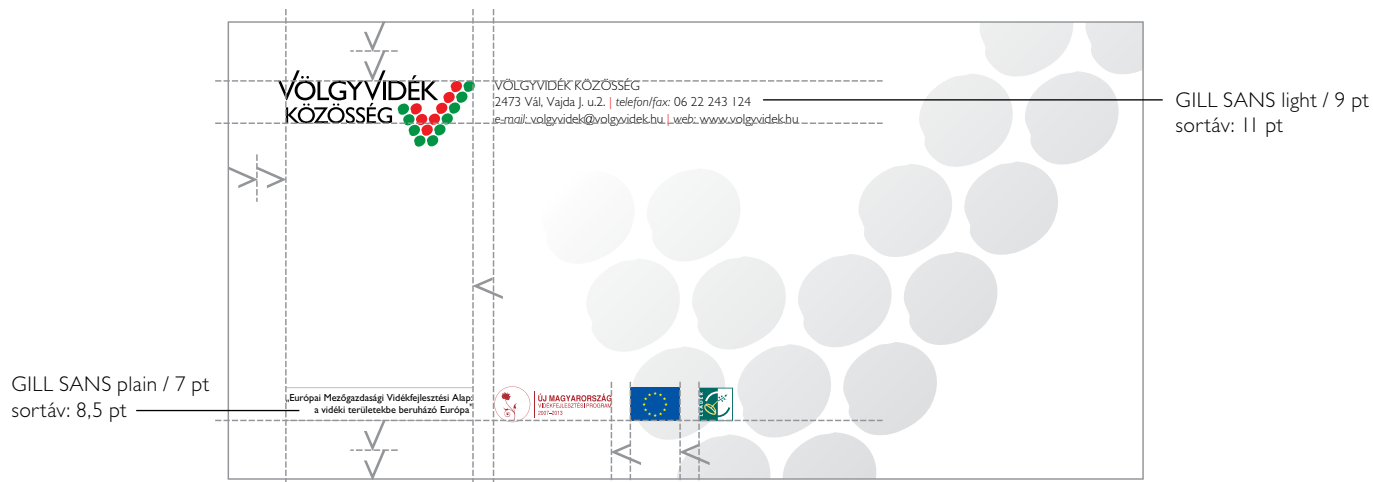 VÖLGYVIDÉK
KÖZÖSSÉG
VÖLGYVIDÉK KÖZÖSSÉG
2473 Vál, Vajda J. u.2. | telefon/fax: 06 22 243 124
e-mail: volgyvidek@volgyvidek.hu | web: www.volgyvidek.hu
GILL SANS light / 9 pt
sortáv: 11 pt
GILL SANS plain / 7 pt
sortáv: 8,5 pt
„Európai Mezőgazdasági Vidékfejlesztési Alap:
a vidéki területekbe beruházó Európa”
ÚJ MAGYARORSZÁG
VIDÉKFEJLESZTÉSI PROGRAM
2007–2013
LEADER